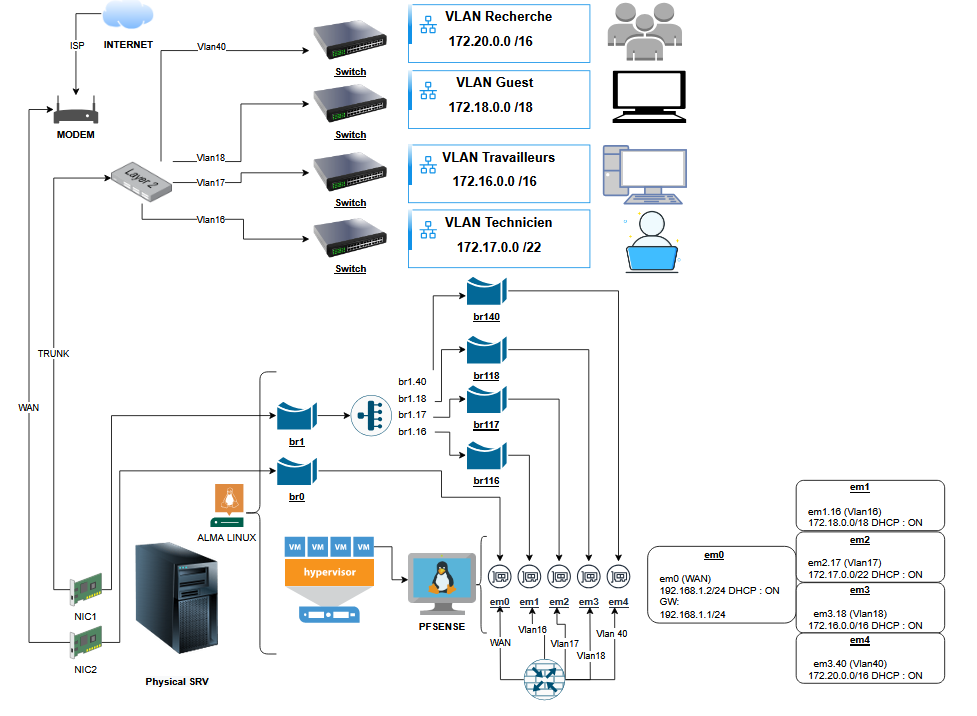 ISP
INTERNET
MODEM
Vlan40
Switch
VLAN Recherche
172.20.0.0 /16
Vlan18
Switch
VLAN Guest
172.18.0.0 /18
Layer 2
Vlan17
Switch
VLAN Travailleurs
172.16.0.0 /16
Vlan16
Switch
VLAN Technicien
172.17.0.0 /22
TRUNK
WAN
br1
br0
br1.40
br1.18
br1.17
br1.16
br140
br118
br117
br116
ALMA LINUX
NIC1
NIC2
Physical SRV
VM
VM
VM
VM
hypervisor
PFSENSE
em0
em1
em2
em3
em4
WAN
Vlan16
Vlan17
Vlan18
Vlan 40
em0
em0 (WAN)
192.168.1.2/24 DHCP : ON
GW:
192.168.1.1/24
em1
em1.16 (Vlan16)
172.18.0.0/18 DHCP : ON
em2
em2.17 (Vlan17)
172.17.0.0/22 DHCP : ON
em3
em3.18 (Vlan18)
172.16.0.0/16 DHCP : ON
em4
em3.40 (Vlan40)
172.20.0.0/16 DHCP : ON